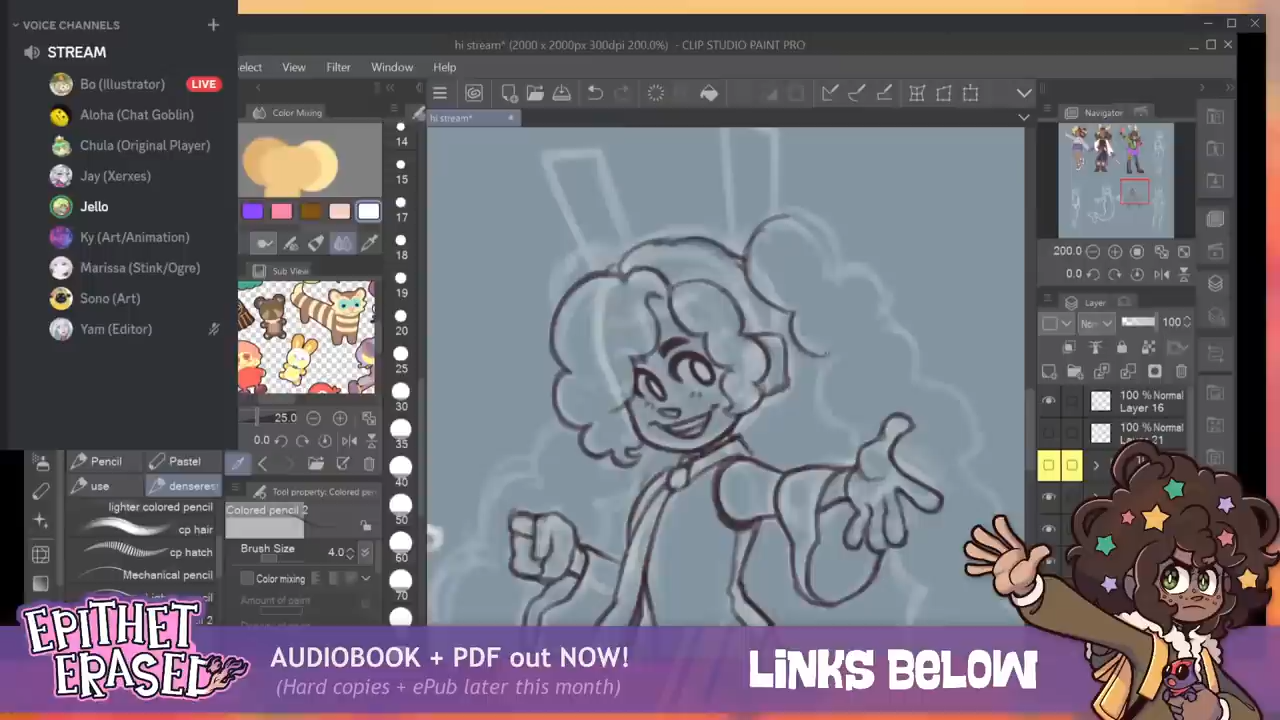 VOICE CHANNELS
STREAM
Bo (Illustrator)
LIVE
Aloha (Chat Goblin)
Chula (Original Player)
Jay (Xerxes)
Jello
Ky (Art/Animation)
Marissa (Stink/Ogre)
Sono (Art)
Yam (Editor)
hi stream* (2000 x 2000px 300dpi 200.0%) - CLIP STUDIO PAINT PRO
elect View Filter Window Help
Color Mixing
Sub View
25.0
0.0
Pencil
Pastel
use
denseres
lighter colored pencil
cp hair
cp hatch
Mechanical pencil
Tool property: Colored pen
Colored pencil 2
Brush Size 4.0
Color mixing
Amount of paint
14
15
17
18
19
20
25
30
35
40
50
60
70
hi stream*
Navigator
200.0
0.0
Layer
100
100 % Normal
Layer 16
100 % Normal
Layer 21
EPITHET
ERASED
AUDIOBOOK + PDF out NOW!
(Hard copies + ePub later this month)
LINKS BELOW